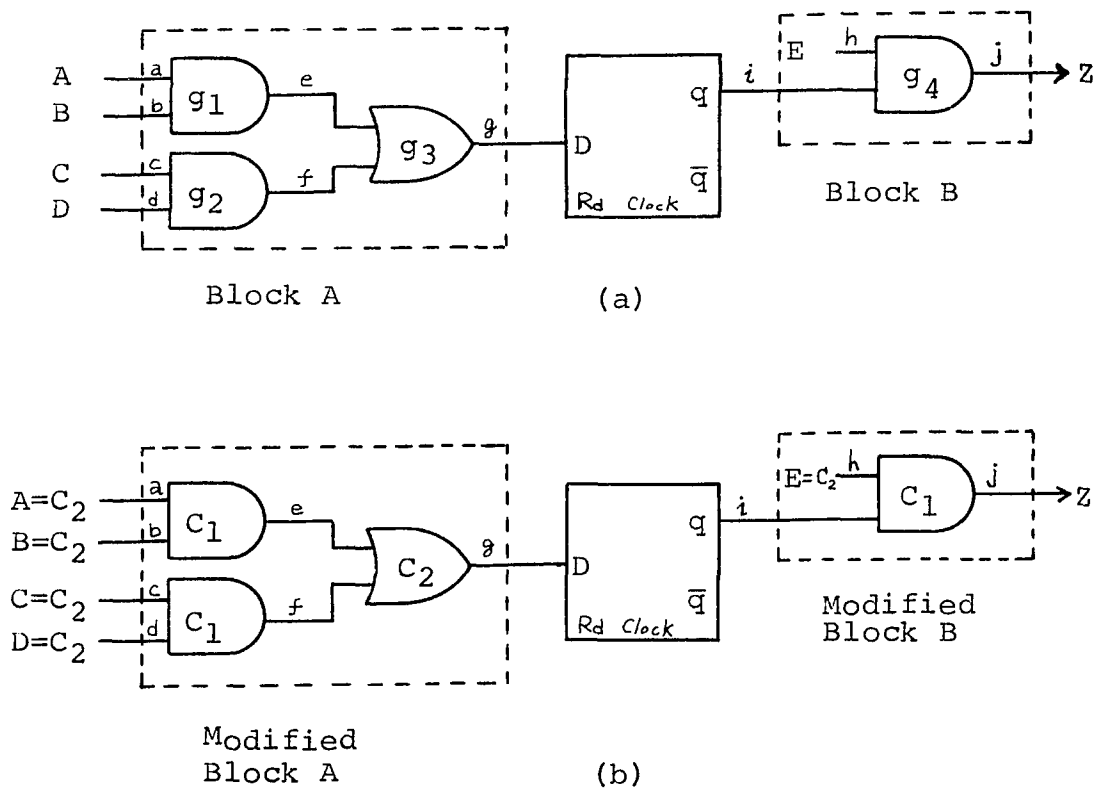 A
a
B
b
g1
e
C
c
D
d
g2
f
g3
g
D
q
q̅
Rd Clock
i
E
h
g4
j
Z
Block A
Block B
(a)
A=C2
a
B=C2
b
C1
e
C=C2
c
D=C2
d
C1
f
C2
g
D
q
q̅
Rd Clock
i
E=C2
h
C1
j
Z
Modified
Block A
Modified
Block B
(b)